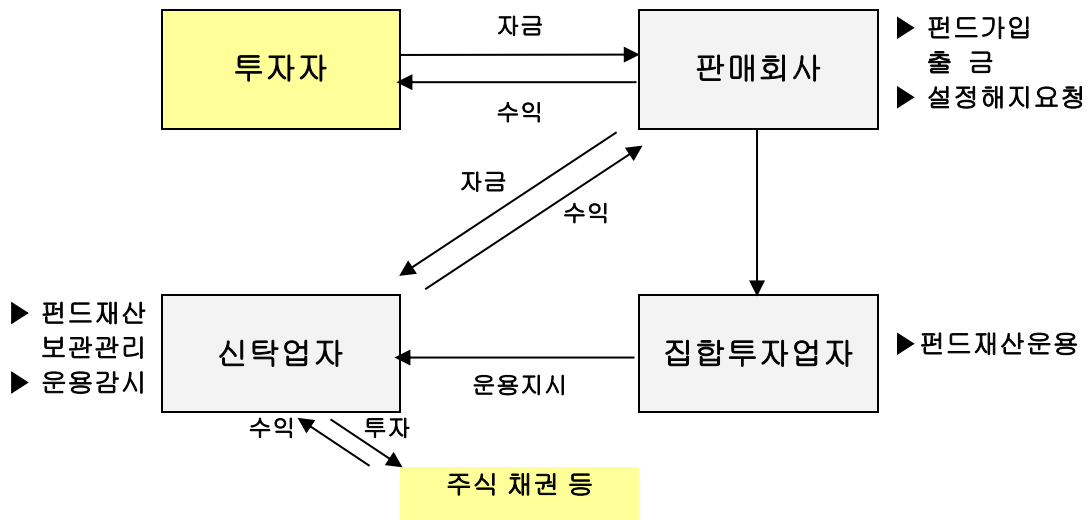 투자자
자금
수익
판매회사
▶ 펀드가입
출 금
▶ 설정해지요청
자금
수익
▶ 펀드재산
보관관리
▶ 운용감시
신탁업자
운용지시
집합투자업자
▶펀드재산운용
수익
투자
주식 채권 등